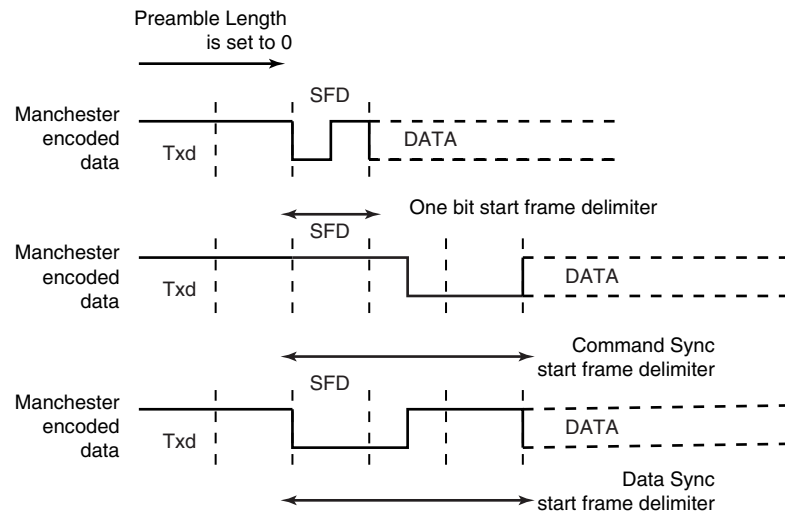 Preamble Length
is set to 0
SFD
Manchester
encoded
data
Txd
DATA
One bit start frame delimiter
SFD
Manchester
encoded
data
Txd
DATA
Command Sync
start frame delimiter
SFD
Manchester
encoded
data
Txd
DATA
Data Sync
start frame delimiter